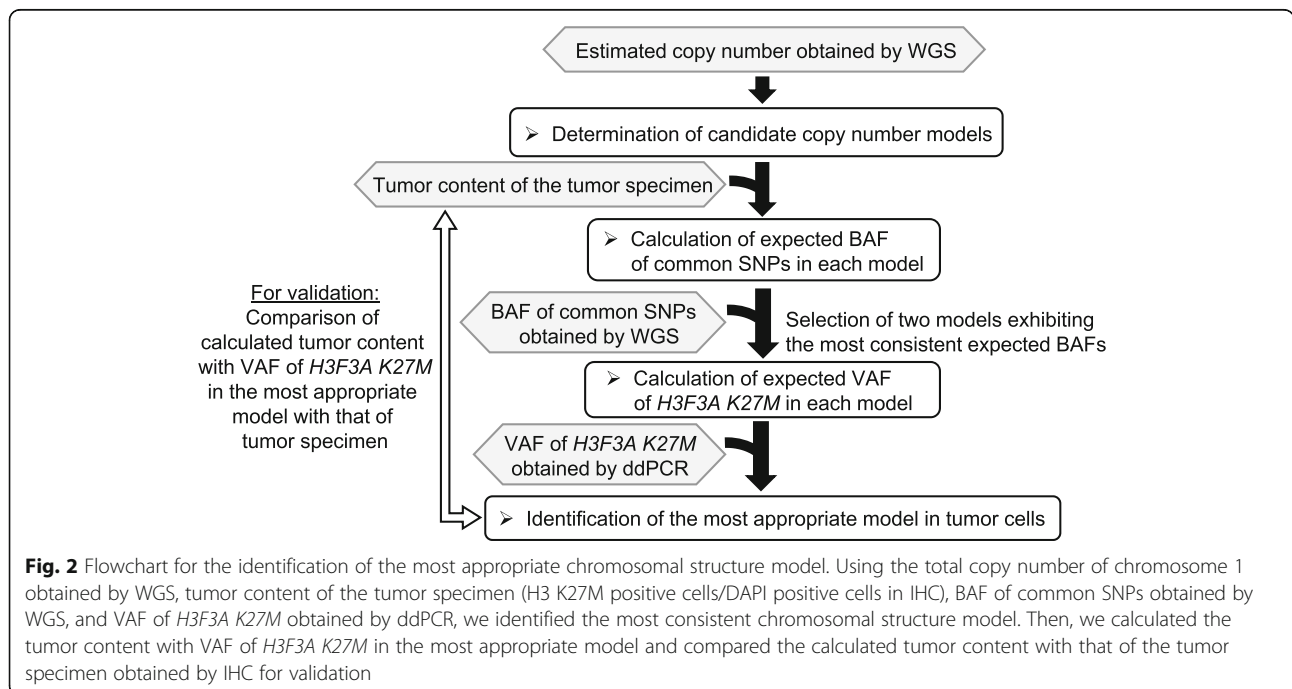 Estimated copy number obtained by WGS
➢ Determination of candidate copy number models
Tumor content of the tumor specimen
➢ Calculation of expected BAF
of common SNPs in each model
For validation:
Comparison of
calculated tumor content
with VAF of H3F3A K27M
in the most appropriate
model with that of
tumor specimen
BAF of common SNPs
obtained by WGS
Selection of two models exhibiting
the most consistent expected BAFs
➢ Calculation of expected VAF
of H3F3A K27M in each model
VAF of H3F3A K27M
obtained by ddPCR
➢ Identification of the most appropriate model in tumor cells
Fig. 2 Flowchart for the identification of the most appropriate chromosomal structure model. Using the total copy number of chromosome 1
obtained by WGS, tumor content of the tumor specimen (H3 K27M positive cells/DAPI positive cells in IHC), BAF of common SNPs obtained by
WGS, and VAF of H3F3A K27M obtained by ddPCR, we identified the most consistent chromosomal structure model. Then, we calculated the
tumor content with VAF of H3F3A K27M in the most appropriate model and compared the calculated tumor content with that of the tumor
specimen obtained by IHC for validation